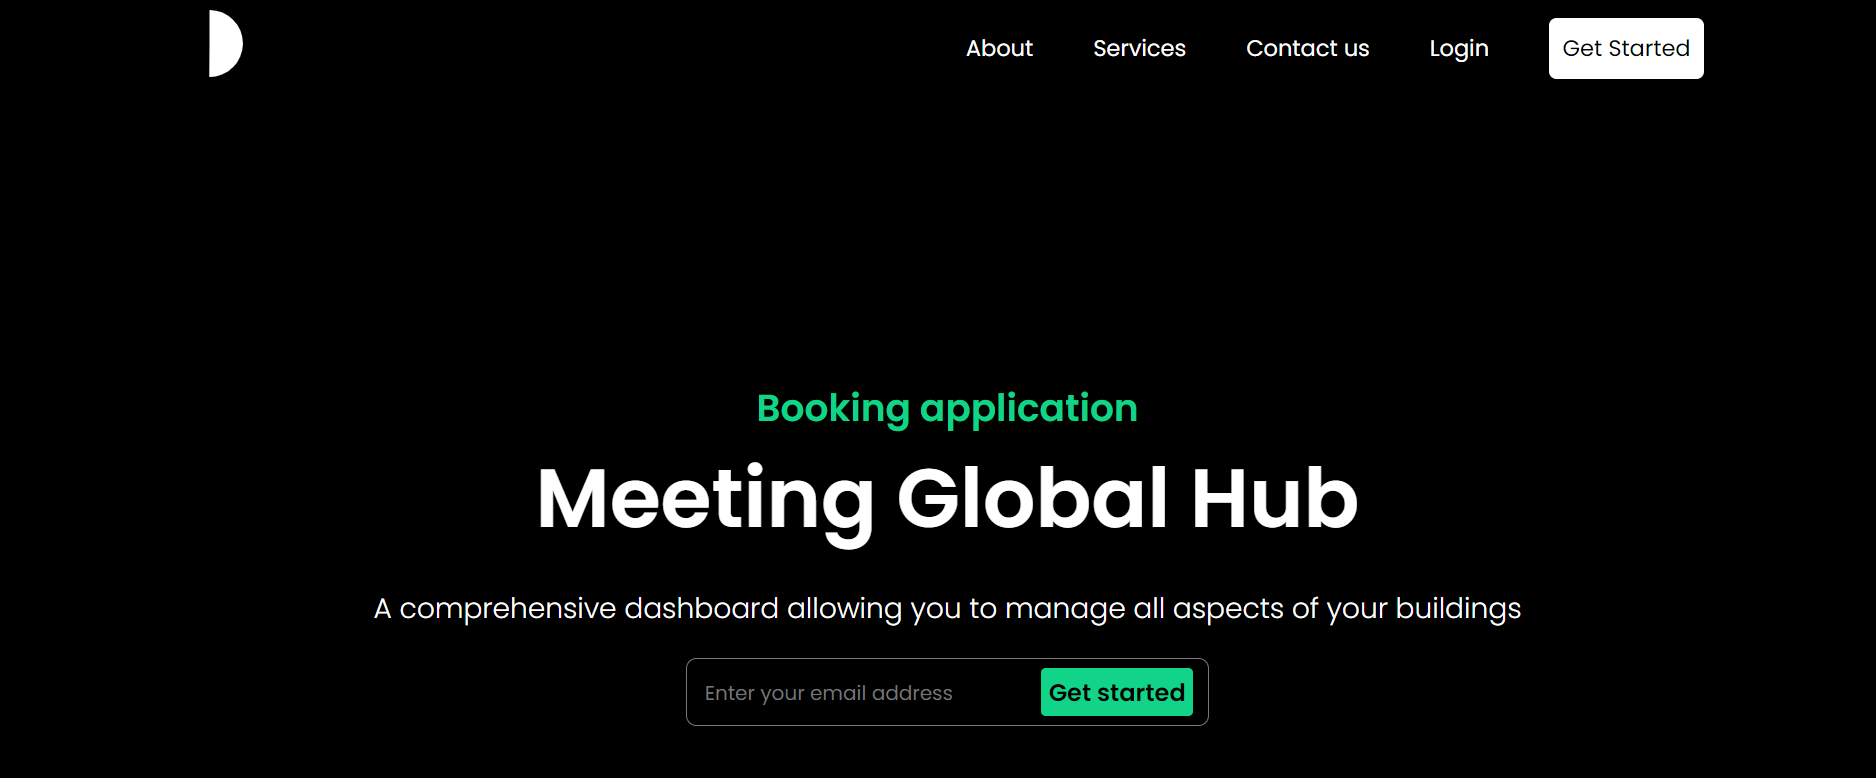 About Services Contact us Login Get Started
Booking application
Meeting Global Hub
A comprehensive dashboard allowing you to manage all aspects of your buildings
Enter your email address Get started